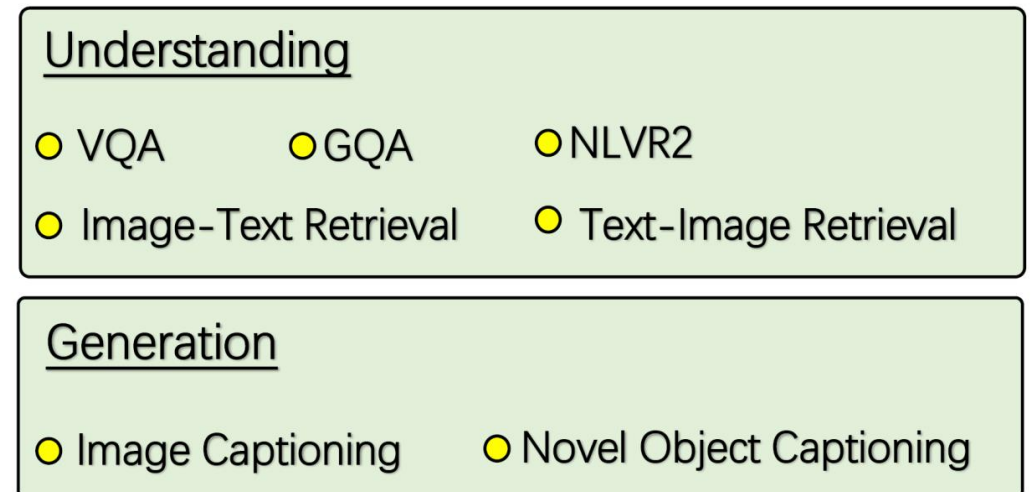 Understanding
VQA GQA NLVR2
Image-Text Retrieval Text-Image Retrieval
Generation
Image Captioning Novel Object Captioning